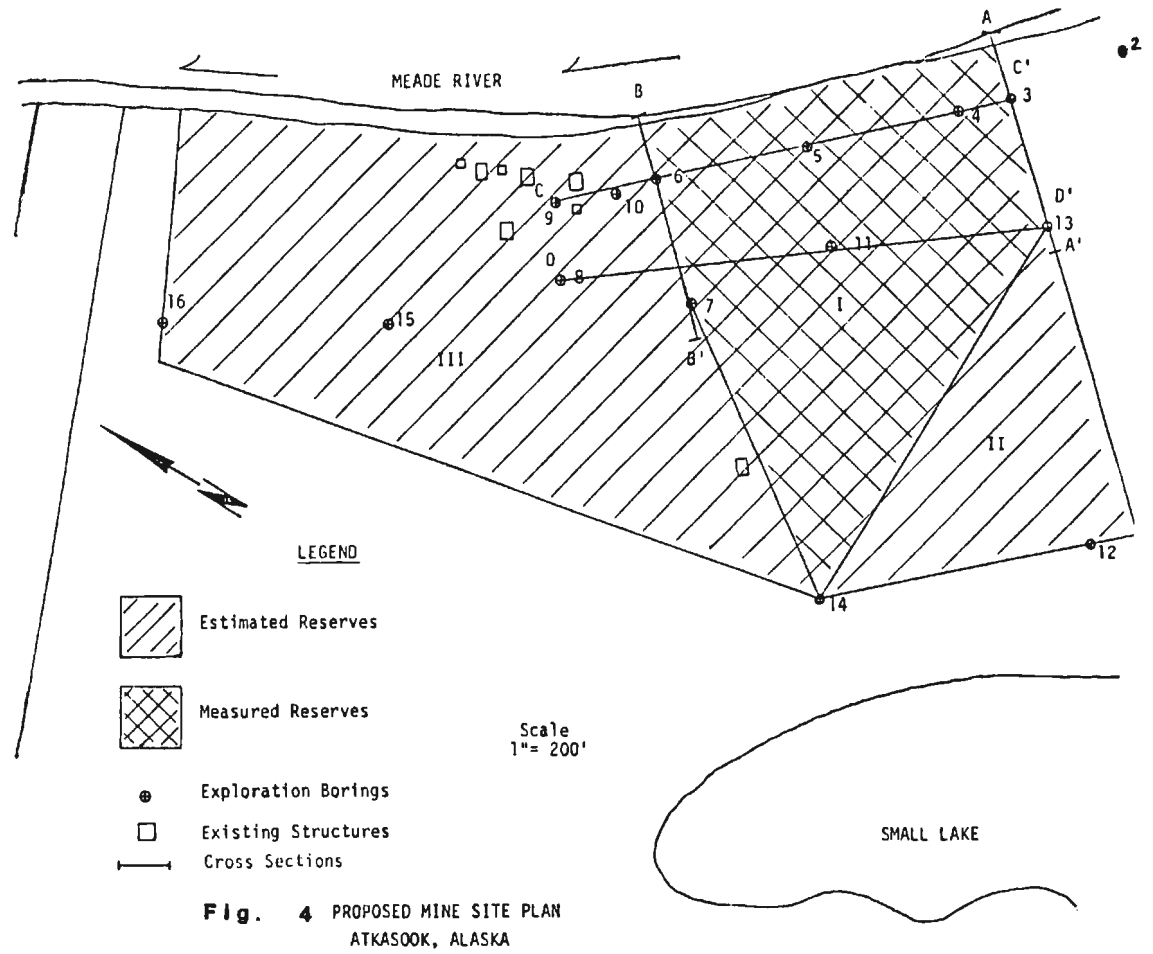 A
2
MEADE RIVER
B
C'
3
4
5
6
C
9
10
D'
13
A'
11
D
8
7
I
16
15
III
B'
II
12
14
LEGEND
Estimated Reserves
Measured Reserves
Scale
1"= 200'
Exploration Borings
Existing Structures
Cross Sections
SMALL LAKE
Fig. 4 PROPOSED MINE SITE PLAN
ATKASOOK, ALASKA